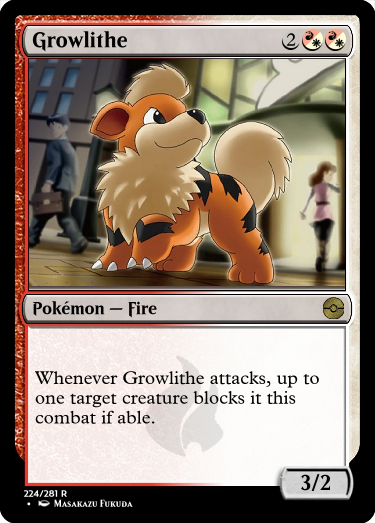 Growlithe 2
Pokémon — Fire
Whenever Growlithe attacks, up to
one target creature blocks it this
combat if able.
3/2
224/281 R
• Masakazu Fukuda